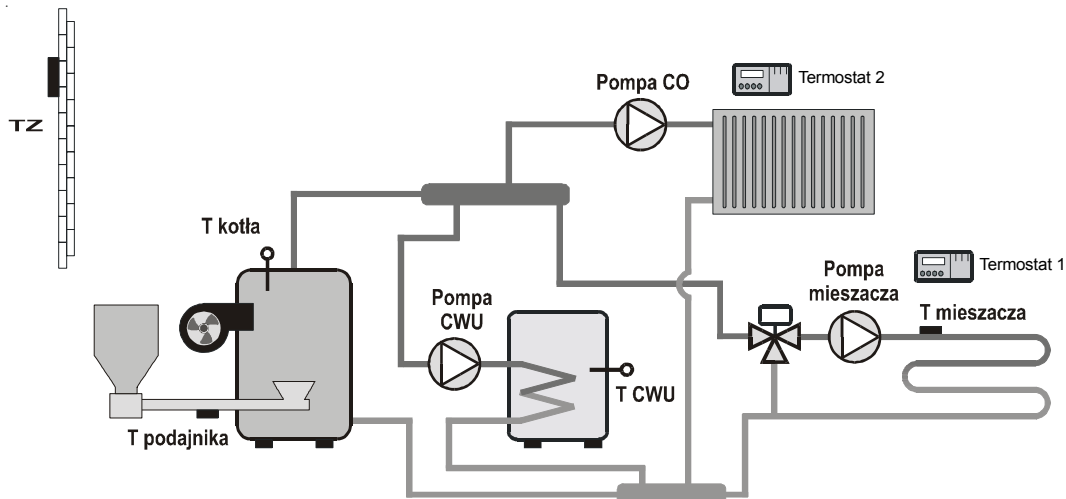 Termostat 2
Pompa CO
TZ
T kotła
Termostat 1
Pompa
mieszacza
Pompa
CWU
T mieszacza
T CWU
T podajnika